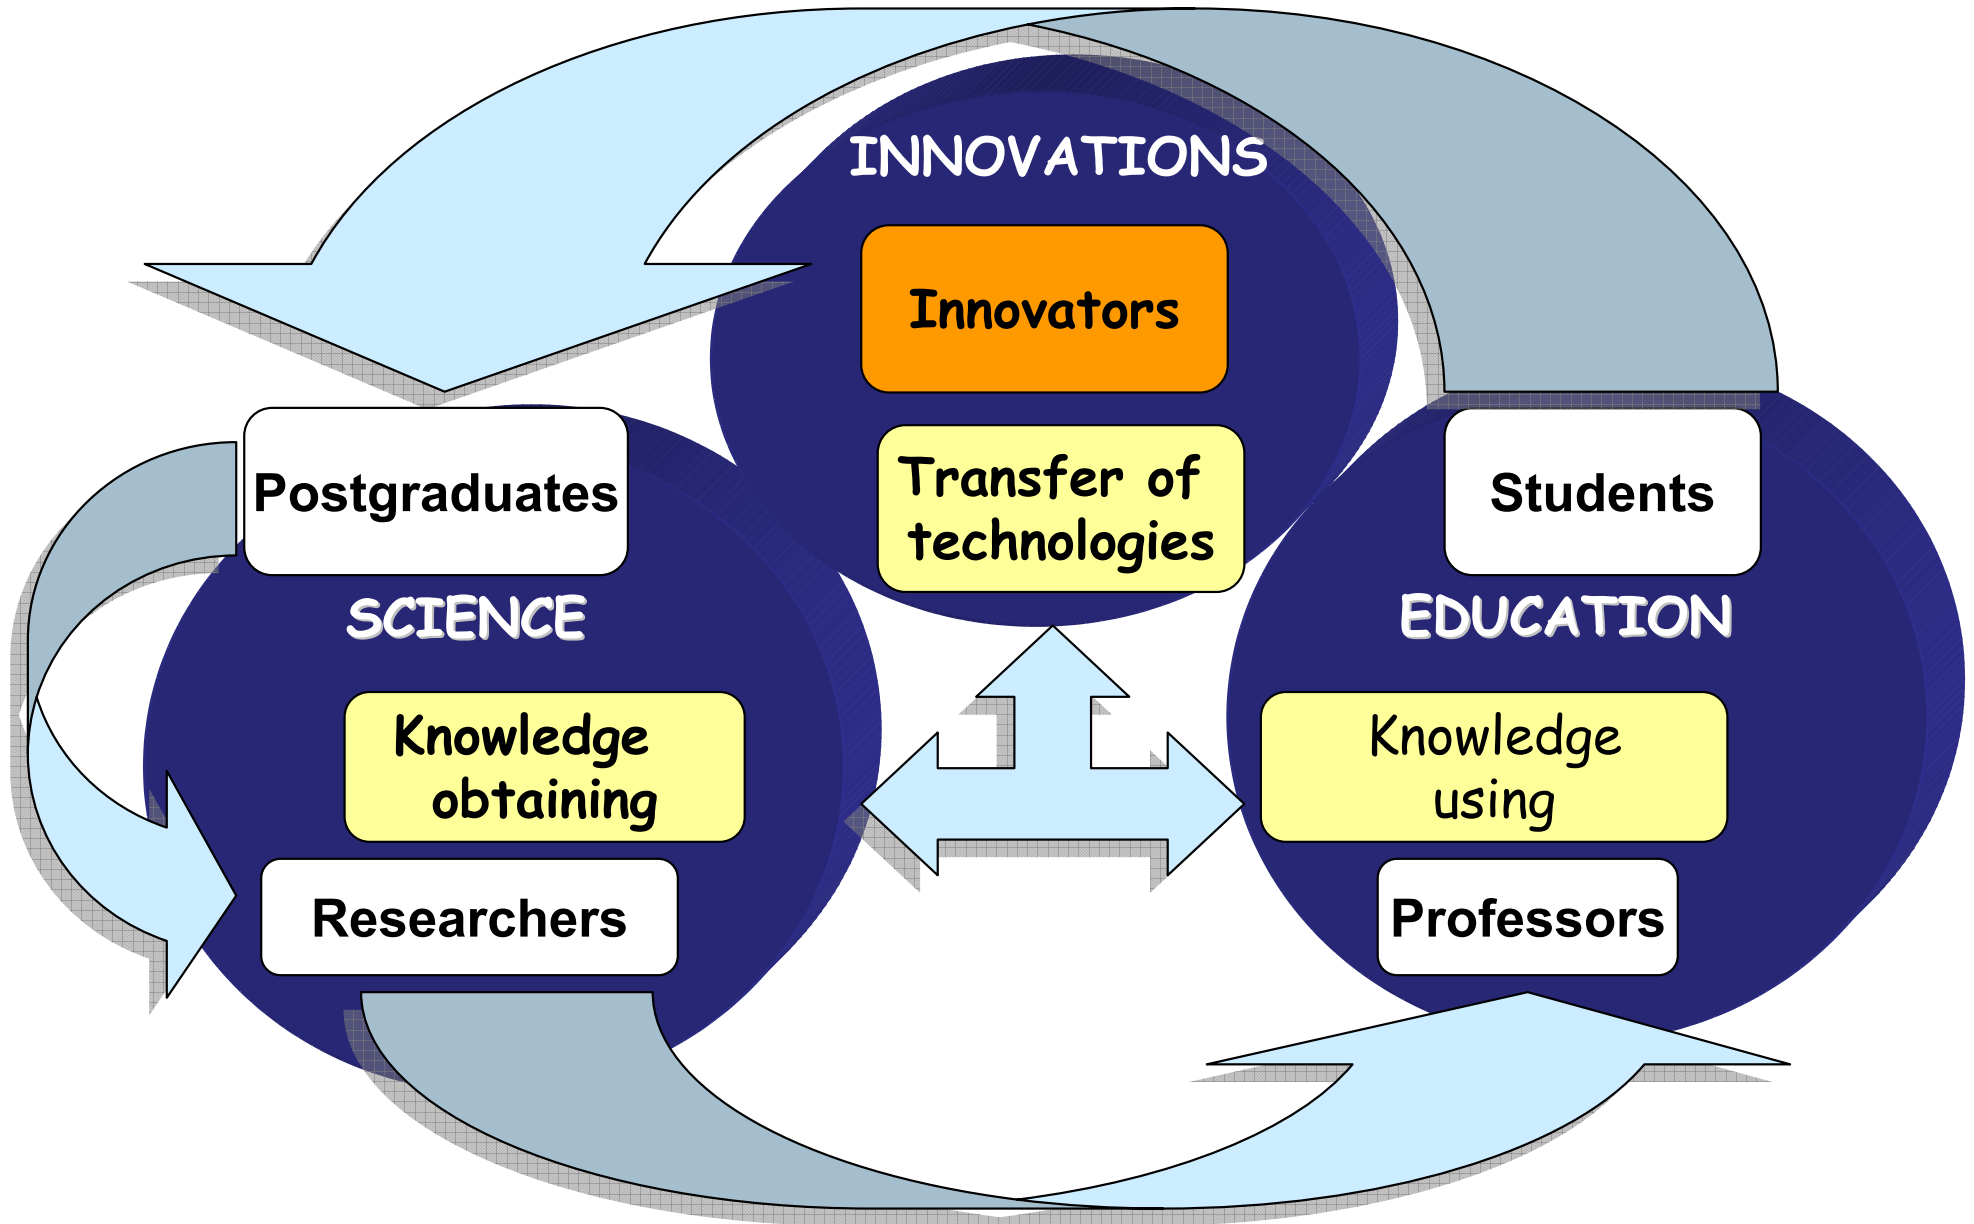 INNOVATIONS
Innovators
Transfer of
technologies
Postgraduates
SCIENCE
Knowledge
obtaining
Researchers
Students
EDUCATION
Knowledge
using
Professors